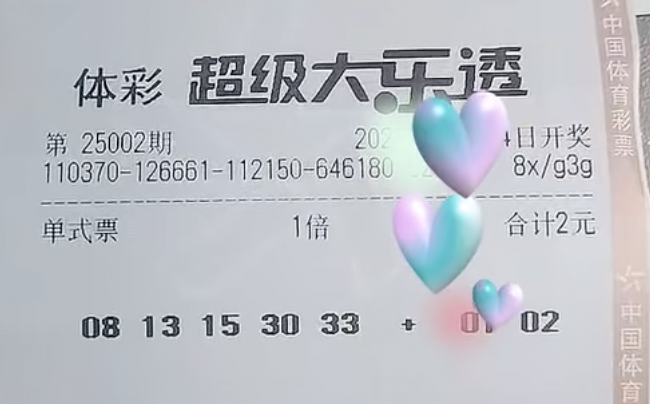 体彩 超级大乐透
第 25002期 202 4日开奖
110370-126661-112150-646180 8x/g3g
单式票 1倍 合计2元
08 13 15 30 33 + 01 02
中国体育彩票
中国体育